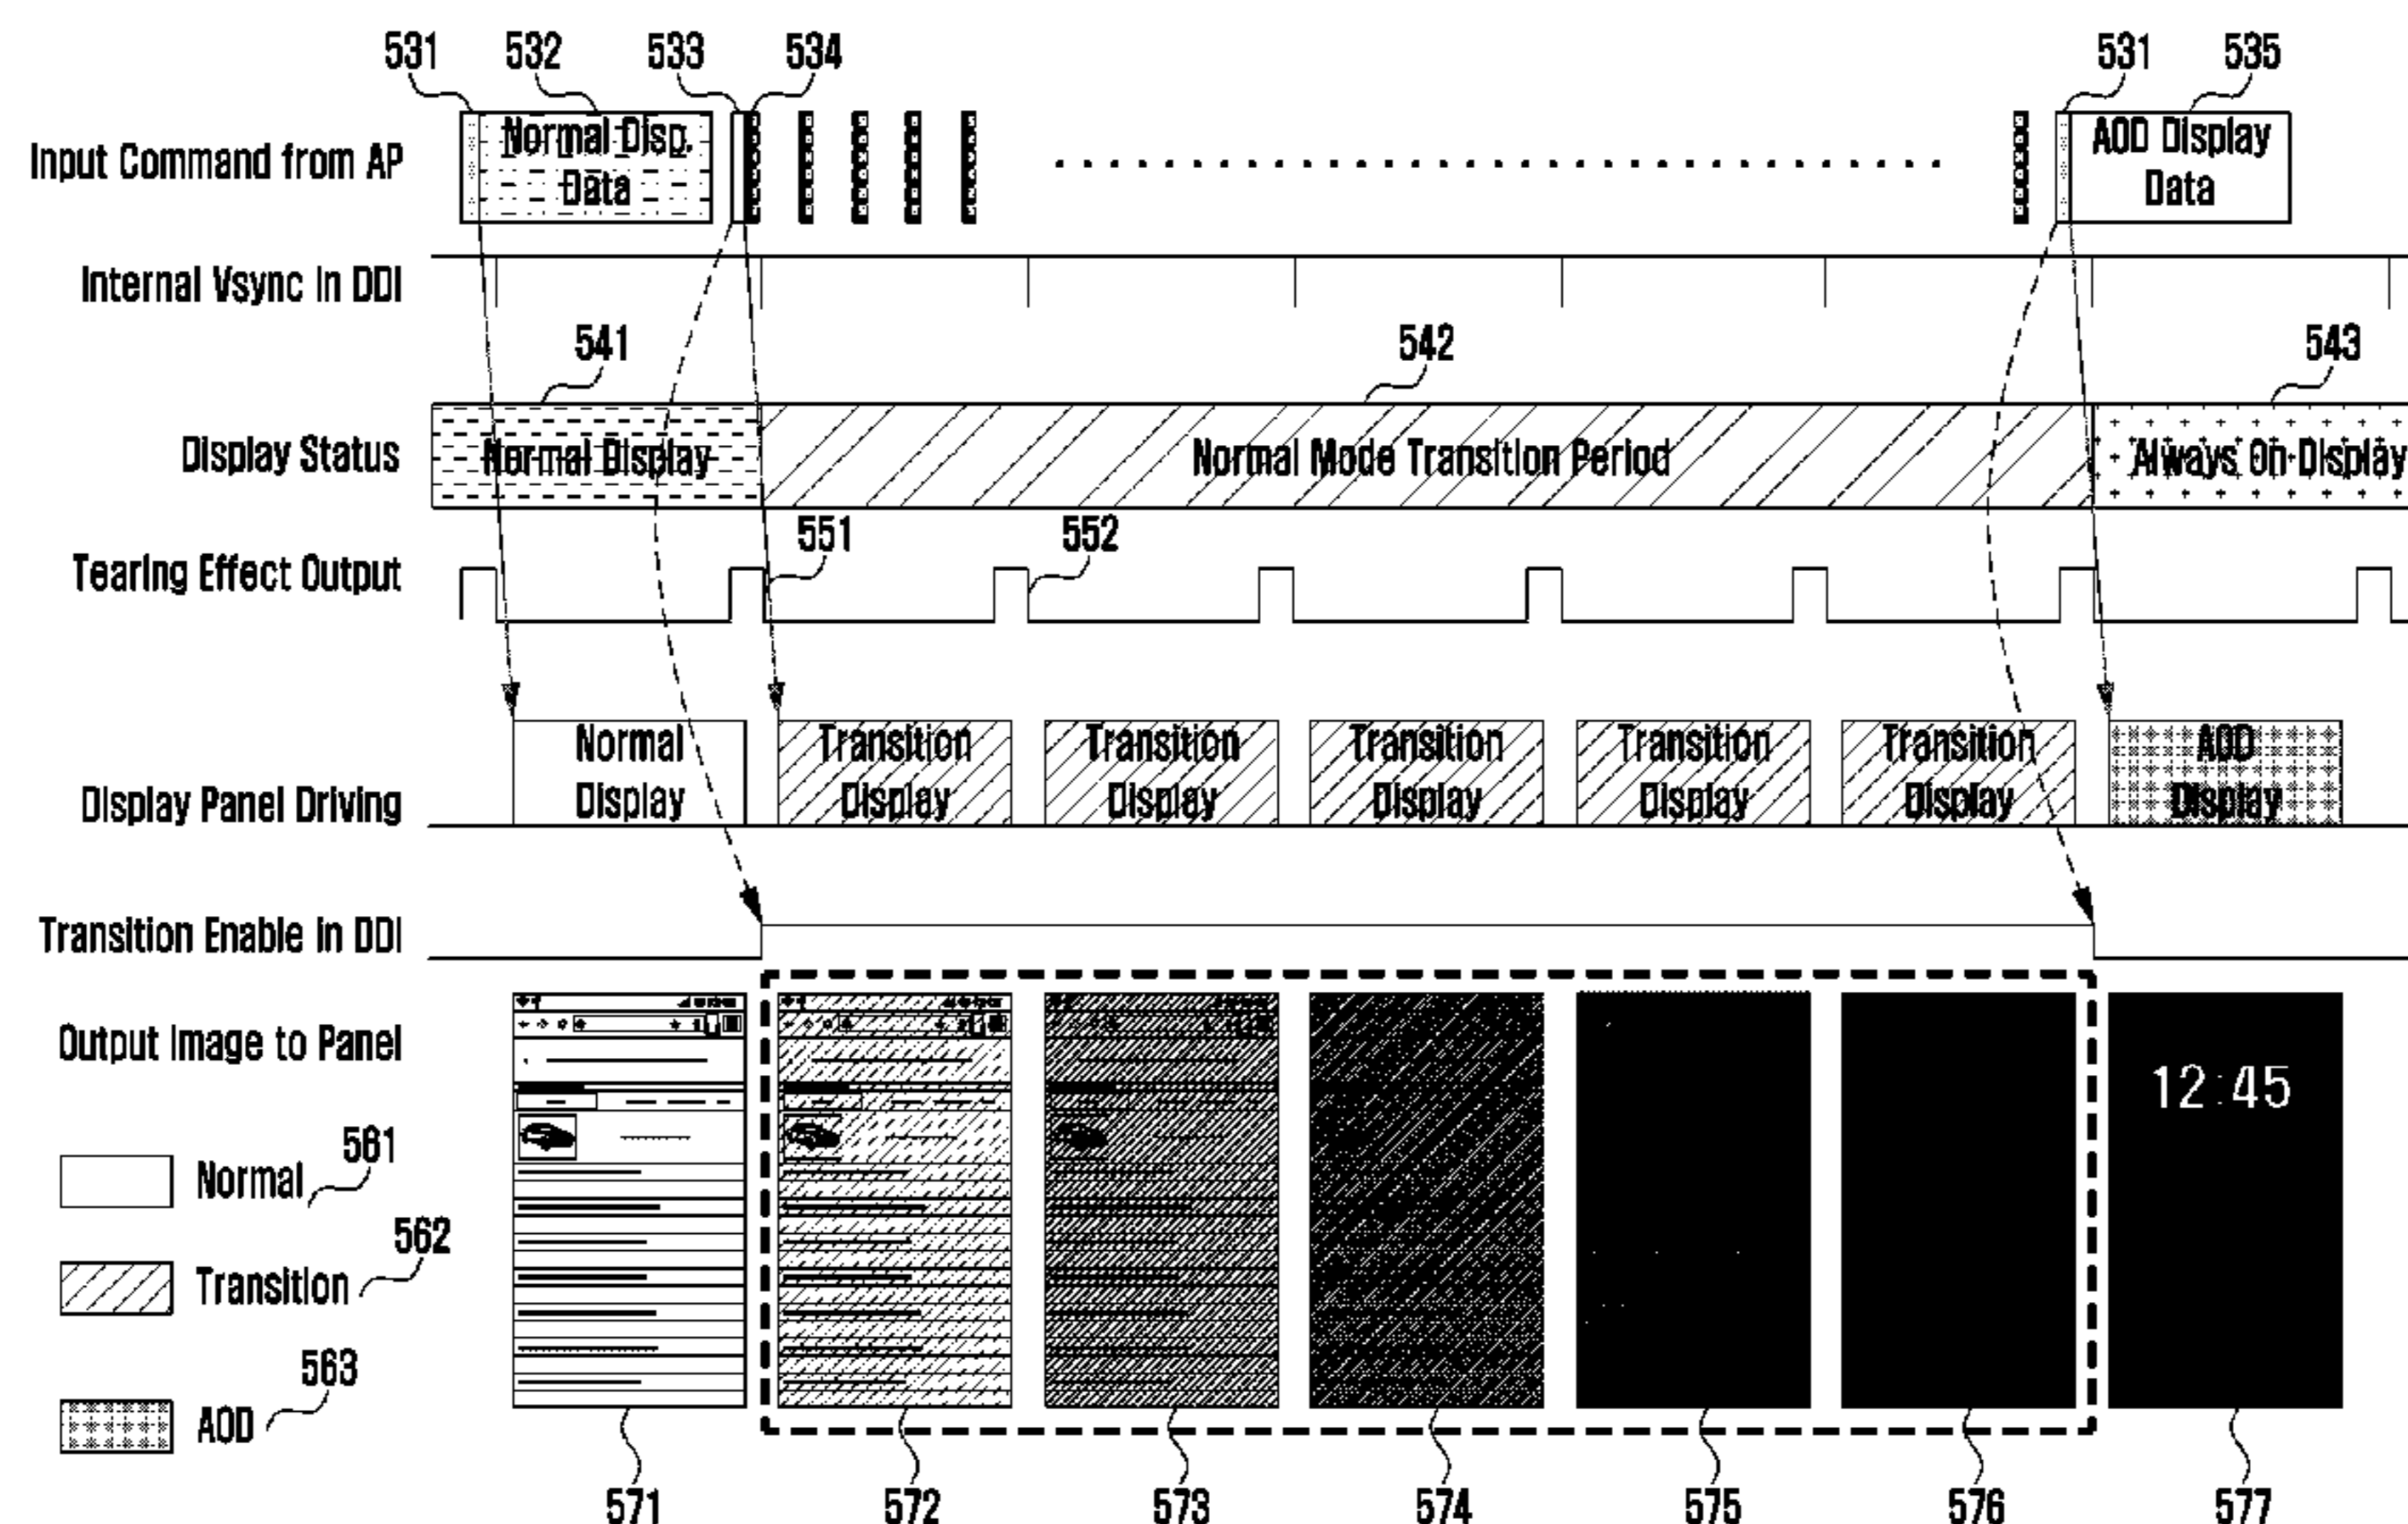 531 532 533 534 531 535
Input Command from AP
Normal Disp.
Data
AOD Display
Data
Internal Vsync in DDI
541 542 543
Display Status
Normal Display
Normal Mode Transition Period
Always On Display
551 552
Tearing Effect Output
Display Panel Driving
Normal
Display
Transition
Display
Transition
Display
Transition
Display
Transition
Display
Transition
Display
AOD
Display
Transition Enable in DDI
Output Image to Panel
12:45
Normal 561
Transition 562
AOD 563
571 572 573 574 575 576 577